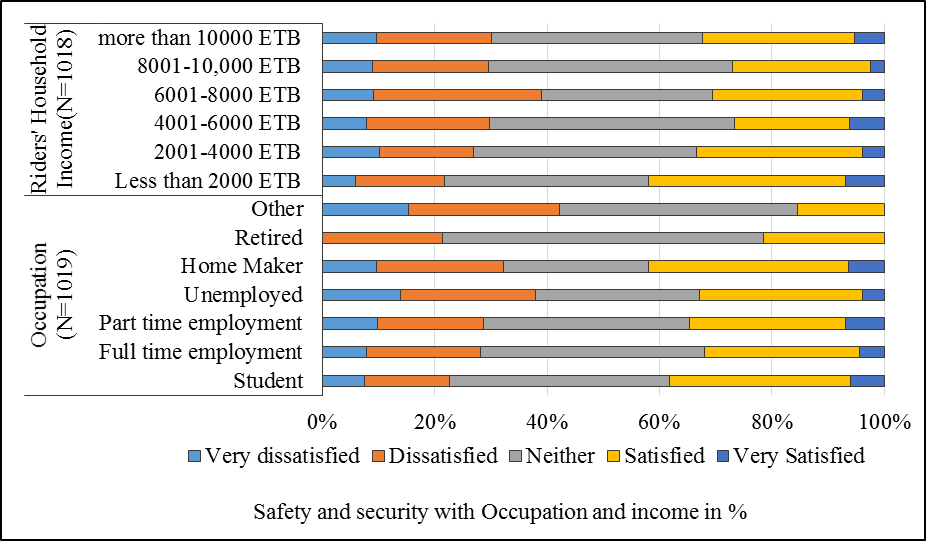 Riders' Household
Income(N=1018)
more than 10000 ETB
8001-10,000 ETB
6001-8000 ETB
4001-6000 ETB
2001-4000 ETB
Less than 2000 ETB
Occupation
(N=1019)
Other
Retired
Home Maker
Unemployed
Part time employment
Full time employment
Student
0% 20% 40% 60% 80% 100%
Very dissatisfied Dissatisfied Neither Satisfied Very Satisfied
Safety and security with Occupation and income in %